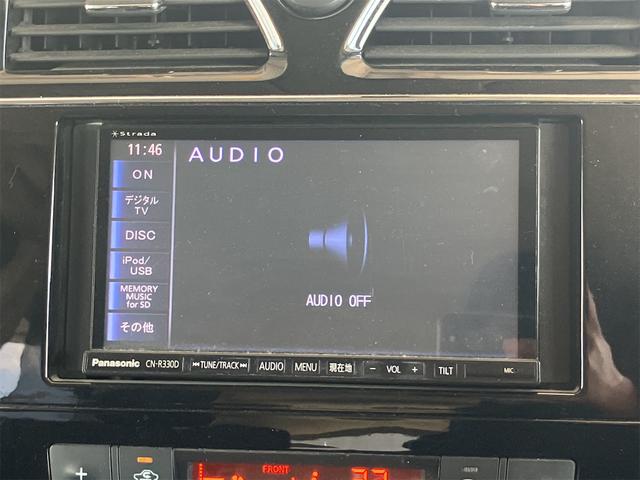 Strada
11:46
AUDIO
ON
デジタル
TV
DISC
iPod/
USB
MEMORY
MUSIC
for SD
その他
AUDIO OFF
Panasonic CN-R330D TUNE/TRACK AUDIO MENU 現在地 − VOL + TILT MIC
+ FRONT −